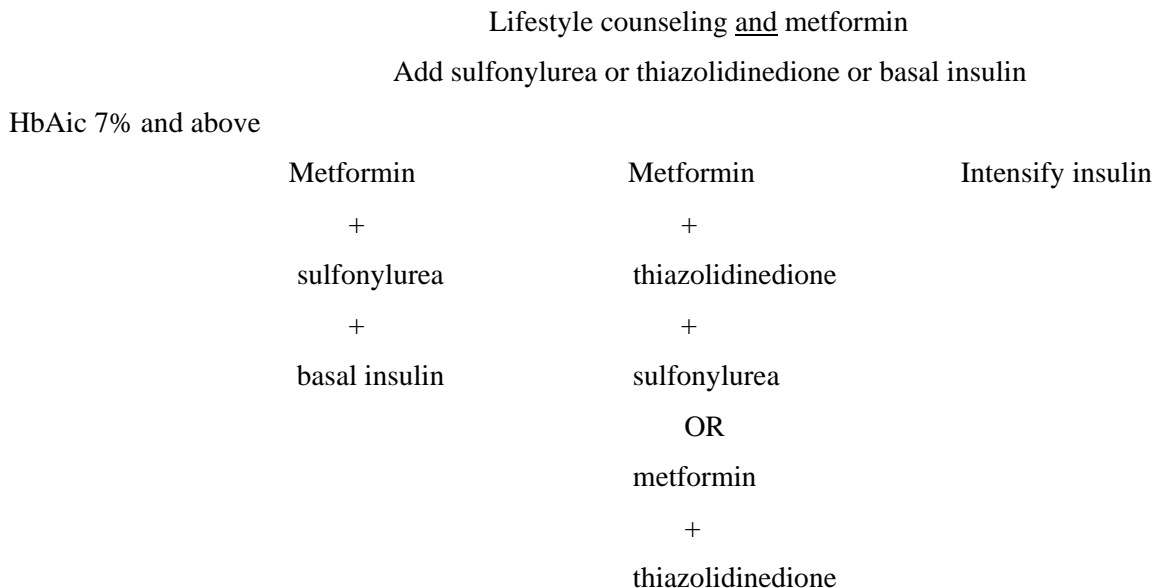 Lifestyle counseling and metformin
Add sulfonylurea or thiazolidinedione or basal insulin
HbAic 7% and above
Metformin Metformin Intensify insulin
+ +
sulfonylurea thiazolidinedione
+ +
basal insulin sulfonylurea
OR
metformin
+
thiazolidinedione